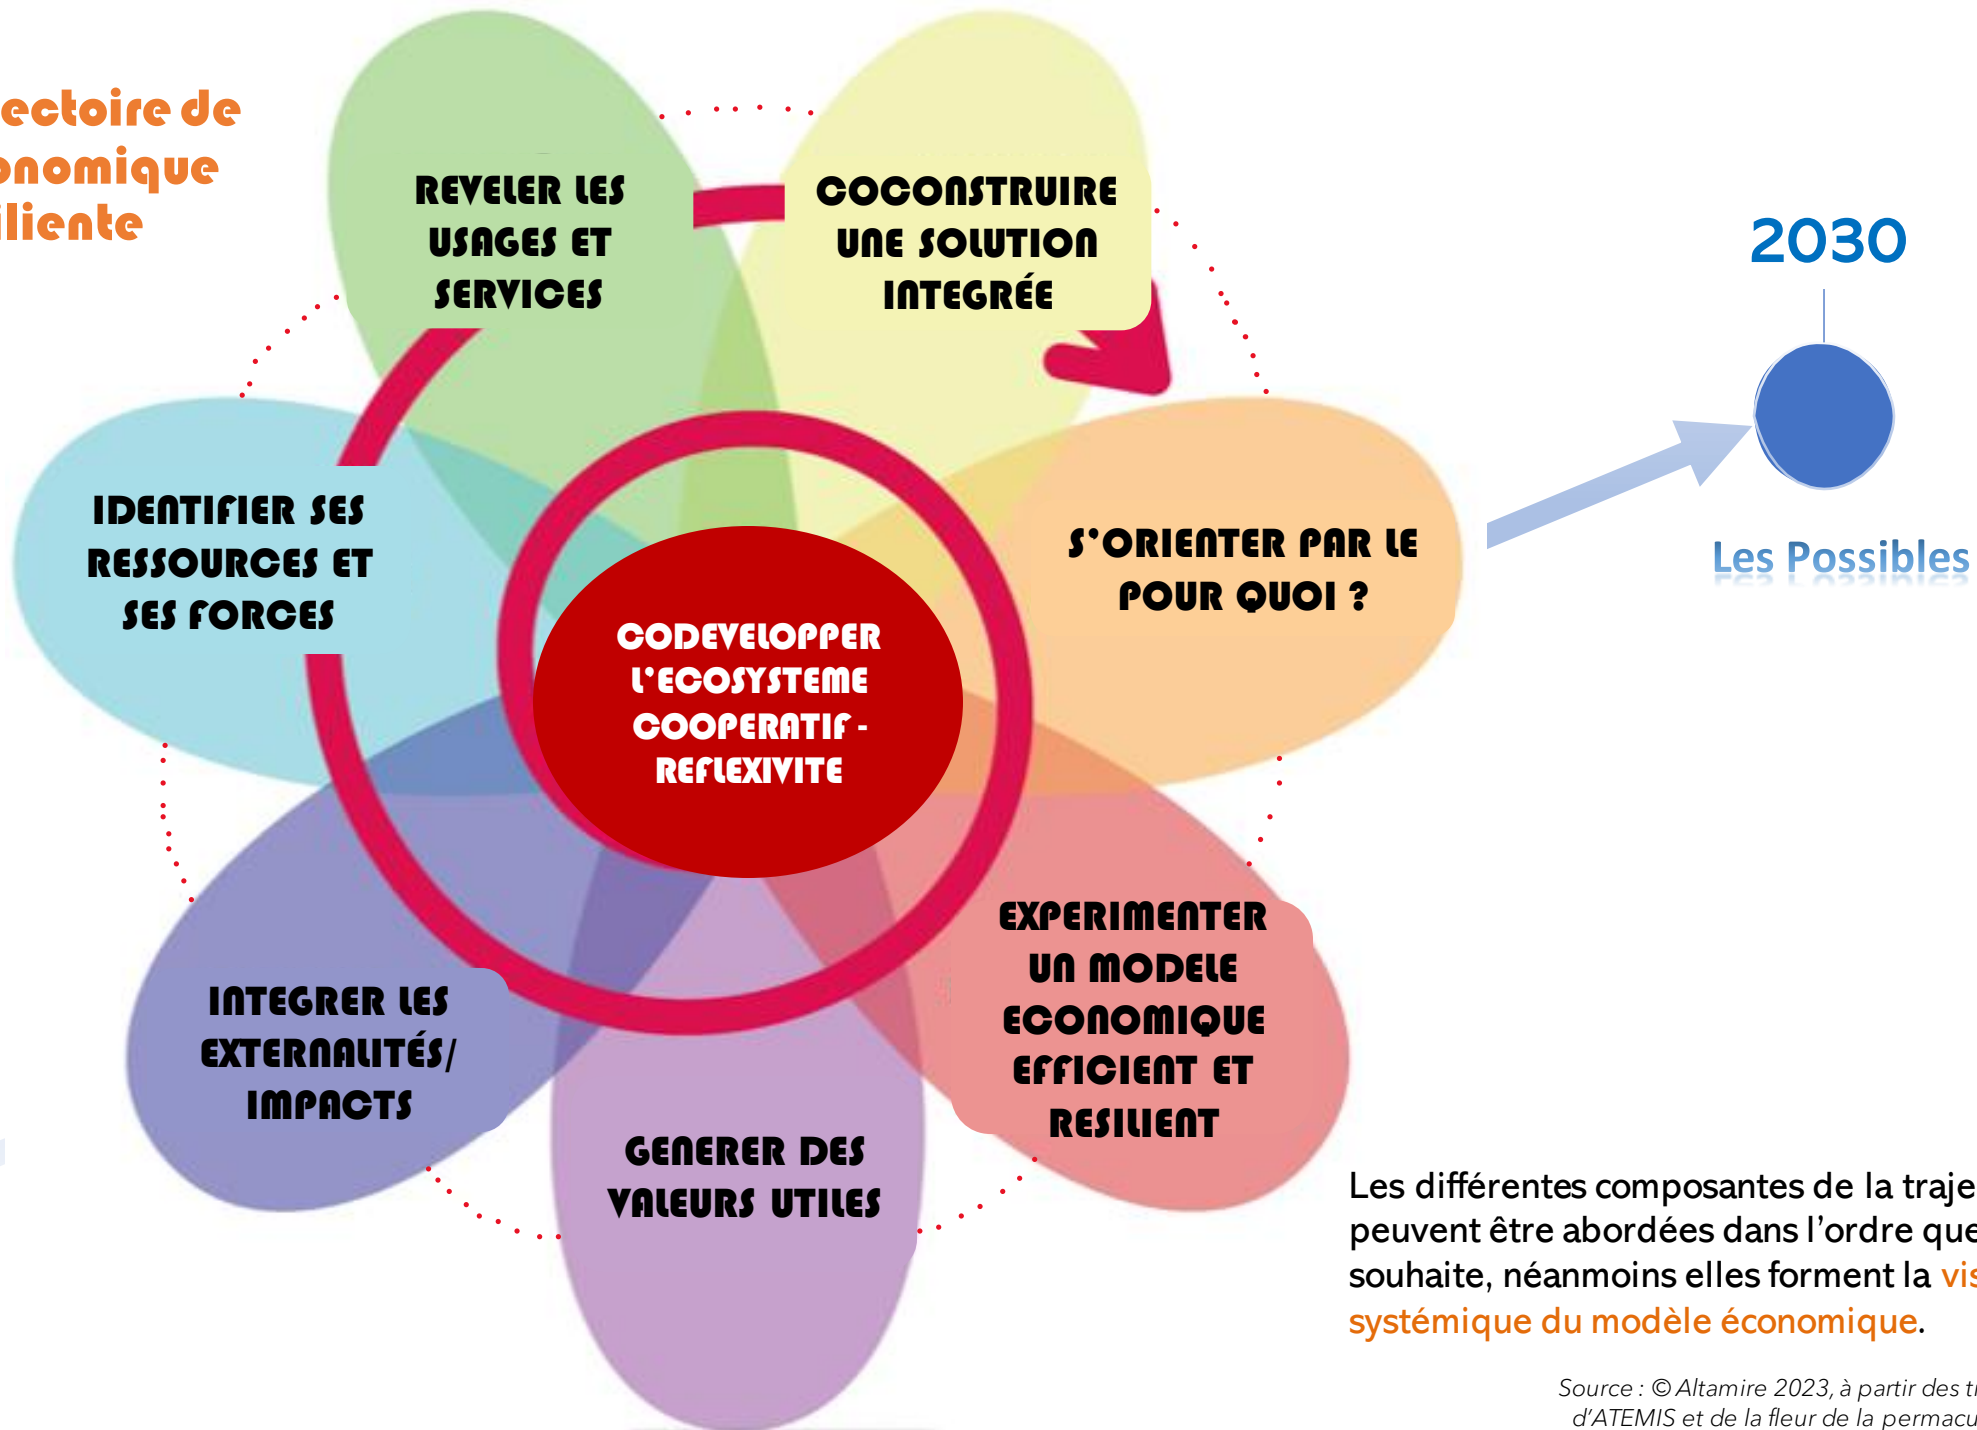 ectoire de
onomique
iliente
REVELER LES
USAGES ET
SERVICES
COCONSTRUIRE
UNE SOLUTION
INTEGRÉE
2030
IDENTIFIER SES
RESSOURCES ET
SES FORCES
S'ORIENTER PAR LE
POUR QUOI ?
Les Possibles
CODEVELOPPER
L'ECOSYSTEME
COOPERATIF -
REFLEXIVITE
EXPERIMENTER
UN MODELE
ECONOMIQUE
EFFICIENT ET
RESILIENT
INTEGRER LES
EXTERNALITÉS/
IMPACTS
GENERER DES
VALEURS UTILES
Les différentes composantes de la traje
peuvent être abordées dans l'ordre que
souhaite, néanmoins elles forment la vis
systémique du modèle économique.
Source : © Altamire 2023, à partir des tr
d'ATEMIS et de la fleur de la permacu